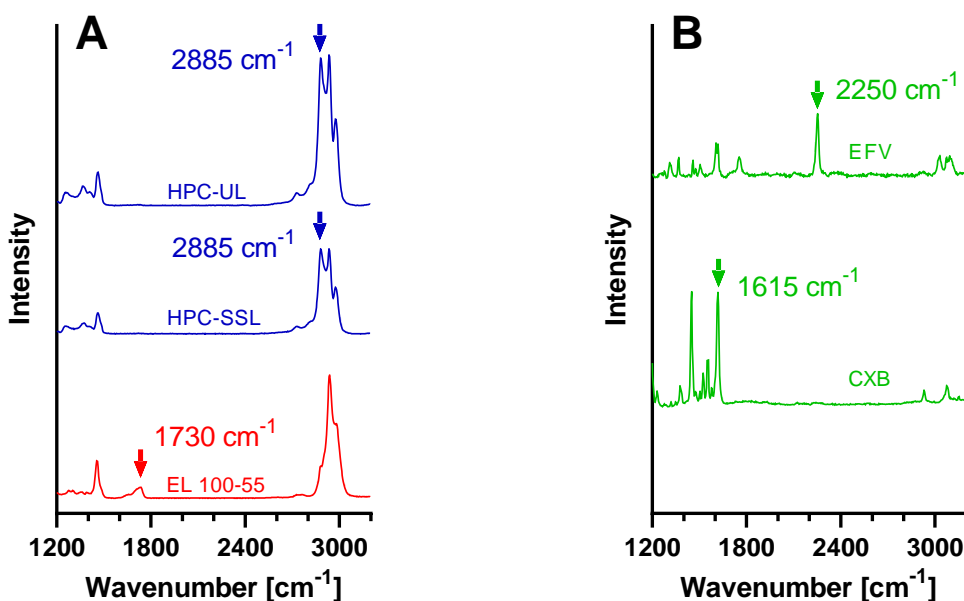 A
2885 cm⁻¹
HPC-UL
2885 cm⁻¹
HPC-SSL
1730 cm⁻¹
EL 100-55
Intensity
1200 1800 2400 3000
Wavenumber [cm⁻¹]
B
2250 cm⁻¹
EFV
1615 cm⁻¹
CXB
Intensity
1200 1800 2400 3000
Wavenumber [cm⁻¹]